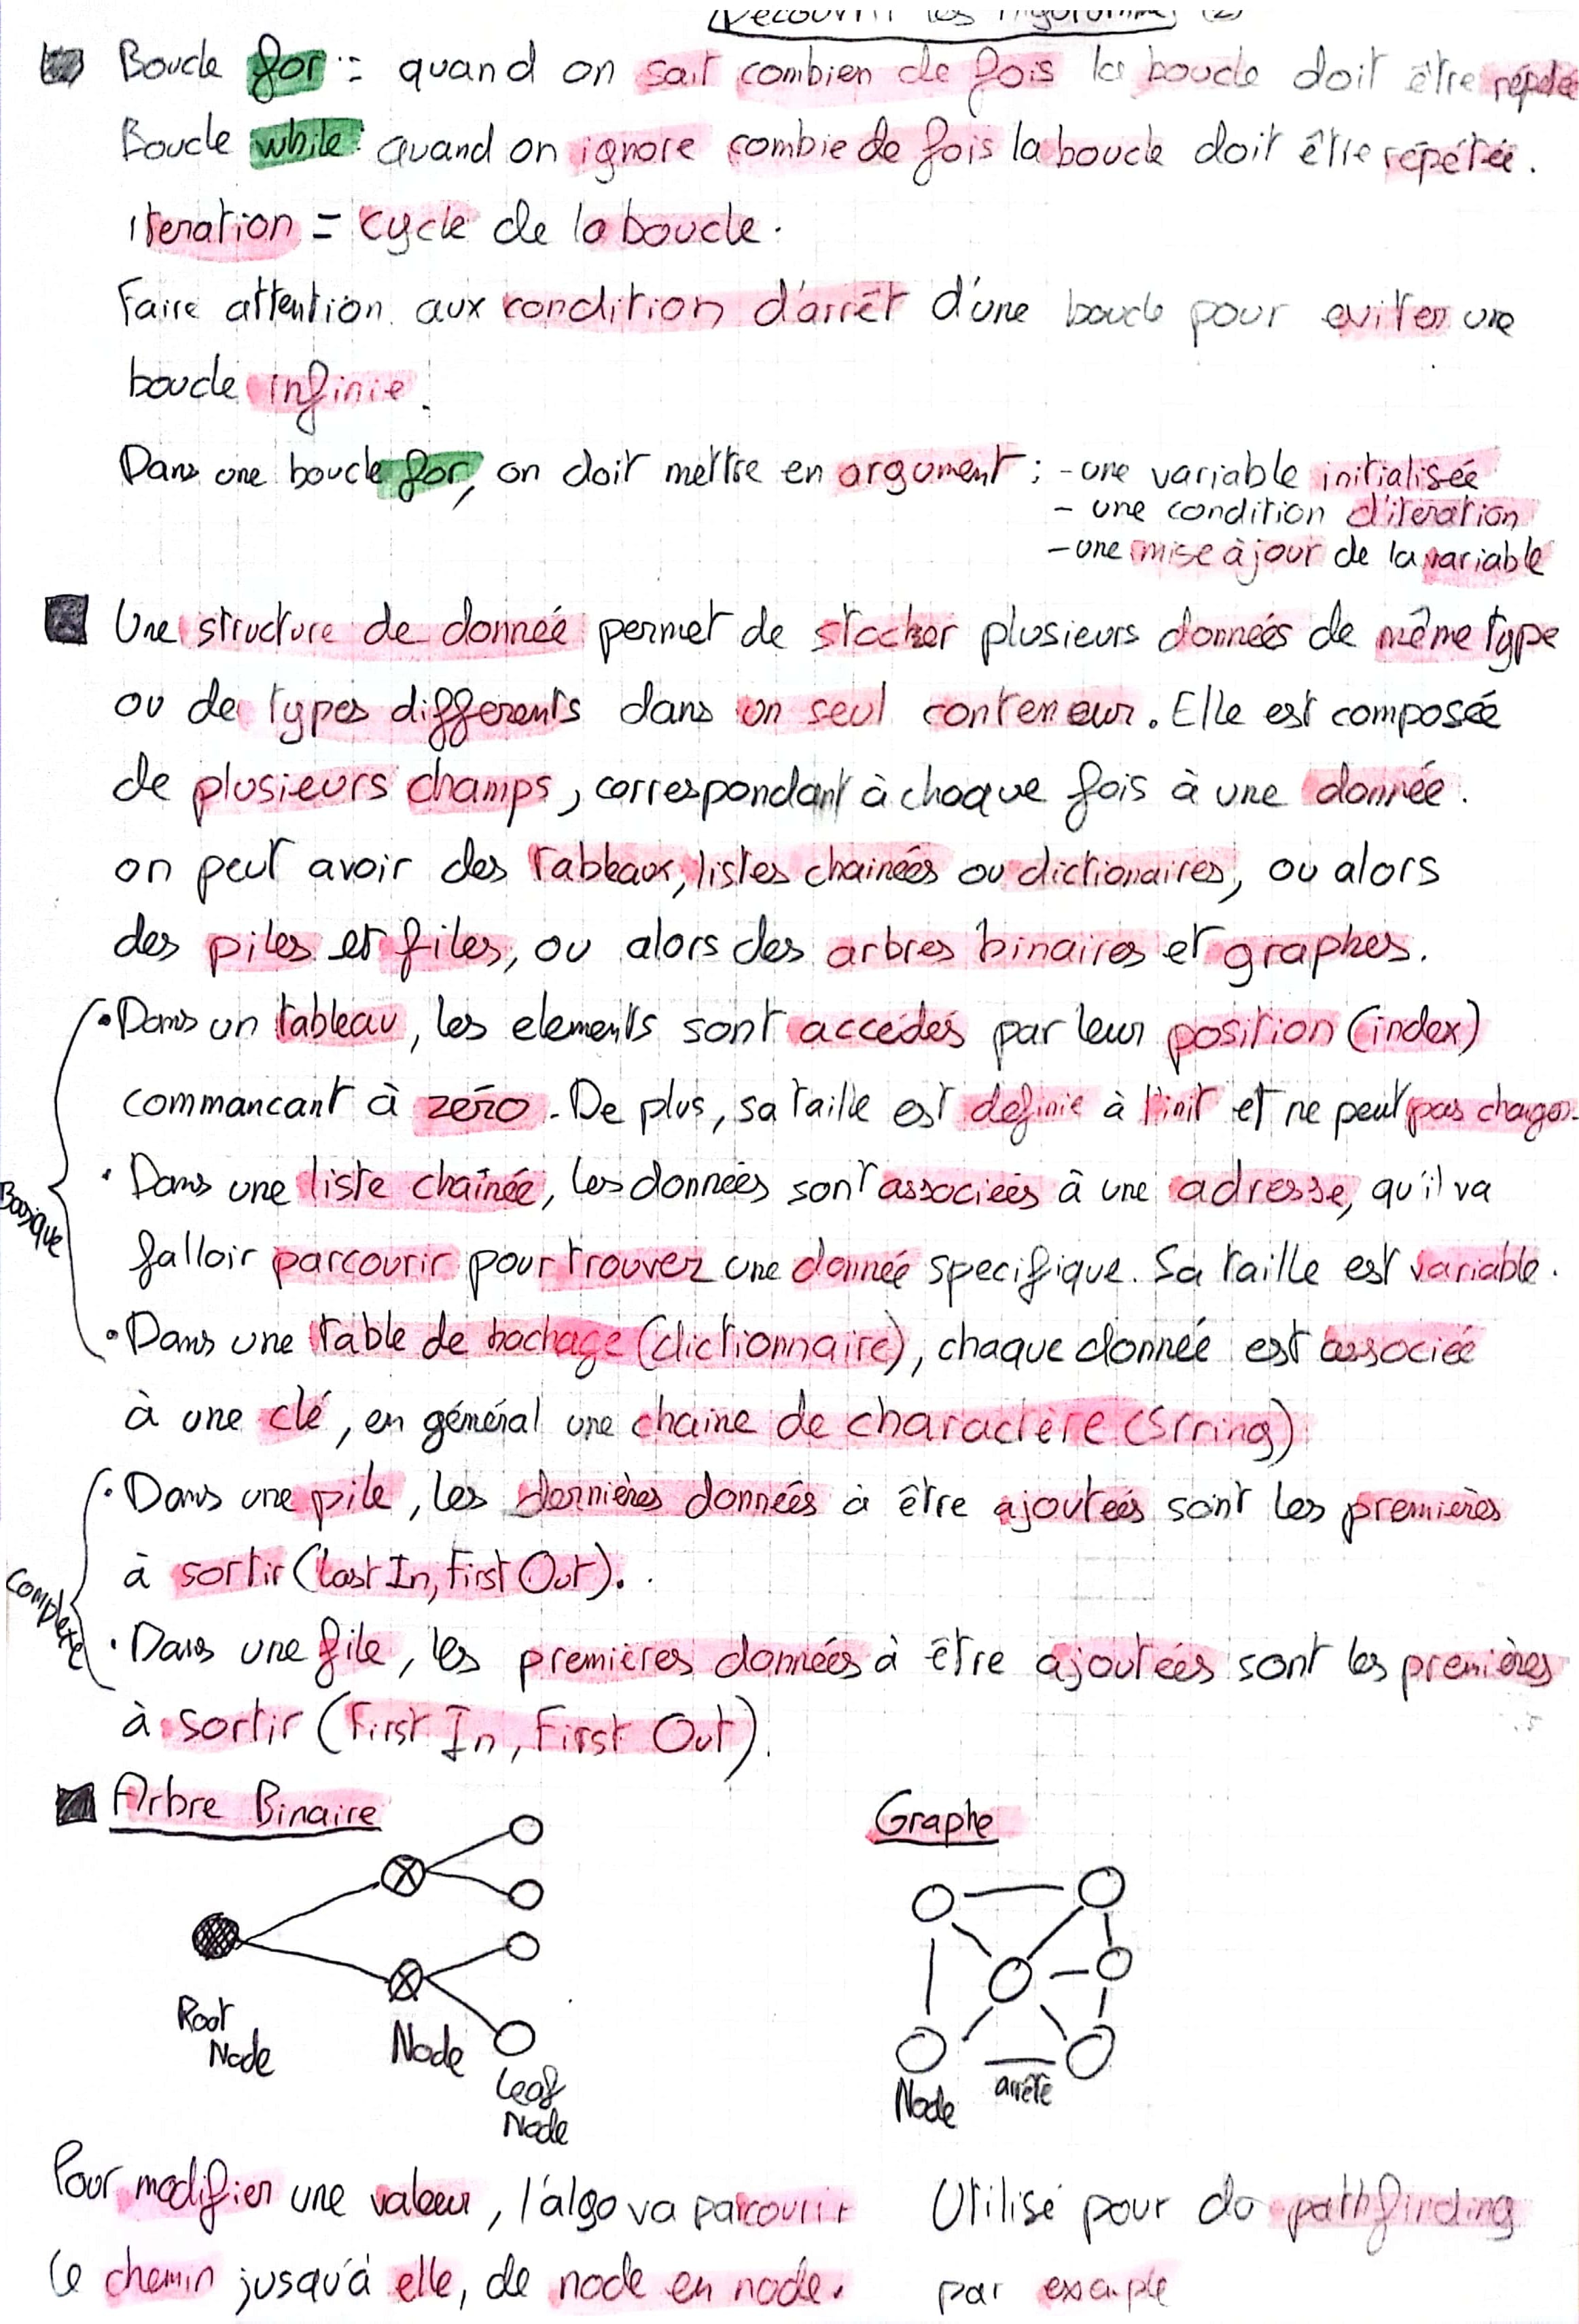 Découvrir les Algorithmes (2)
Boucle for : quand on sait combien de fois la boucle doit être répétée
Boucle while : quand on ignore combie de fois la boucle doit être répétée.
iteration = cycle de la boucle.
Faire attention aux condition d'arrêt d'une boucle pour eviter une
boucle infinie.
Dans une boucle for, on doit mettre en argument : - une variable initialisée
- une condition d'iteration
- une mise à jour de la variable
Une structure de donneé permet de stocker plusieurs données de même type
ou de types differents dans un seul conteneur. Elle est composée
de plusieurs champs, correspondant à chaque fois à une donnée.
on peut avoir des tableaux, listes chainées ou dictionaires, ou alors
des piles et files, ou alors des arbres binaires et graphes.
Basique
• Dans un tableau, les elements sont accédés par leur position (index)
commancant à zéro. De plus, sa taille est definie à l'init et ne peut pas changer.
• Dans une liste chaînée, les données sont associées à une adresse, qu'il va
falloir parcourir pour trouver une donnée specifique. Sa taille est variable.
• Dans une table de hachage (dictionnaire), chaque donnée est associée
à une clé, en général une chaine de charactère (String)
Complexe
• Dans une pile, les dernières données à être ajoutées sont les premières
à sortir (Last In, First Out).
• Dans une file, les premières données à être ajoutées sont les premières
à sortir (First In, First Out).
Arbre Binaire
Graphe
Root
Node
Node
Leaf
Node
Node
arrête
Pour modifier une valeur, l'algo va parcourir
le chemin jusqu'à elle, de node en node.
Utilisé pour du pathfinding
par exemple